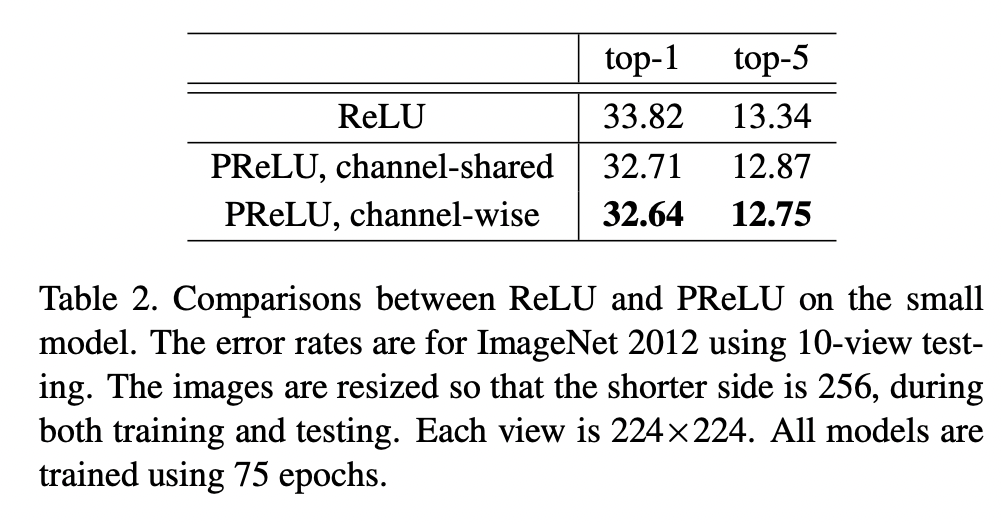 top-1 top-5
ReLU 33.82 13.34
PReLU, channel-shared 32.71 12.87
PReLU, channel-wise 32.64 12.75
Table 2. Comparisons between ReLU and PReLU on the small
model. The error rates are for ImageNet 2012 using 10-view test-
ing. The images are resized so that the shorter side is 256, during
both training and testing. Each view is 224×224. All models are
trained using 75 epochs.